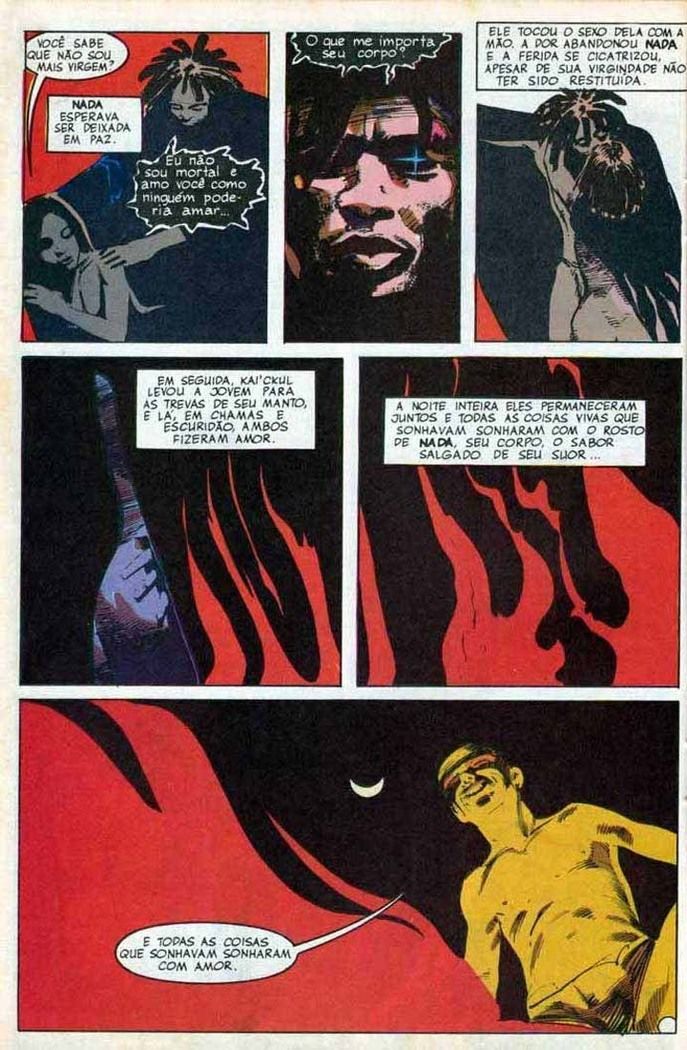 VOCÊ SABE
QUE NÃO SOU
MAIS VIRGEM?
NADA
ESPERAVA
SER DEIXADA
EM PAZ.
Eu não
sou mortal e
amo você como
ninguém pode-
ria amar...
O que me importa
seu corpo?
ELE TOCOU O SEXO DELA COM A
MÃO. A DOR ABANDONOU NADA
E A FERIDA SE CICATRIZOU,
APESAR DE SUA VIRGINDADE NÃO
TER SIDO RESTITUÍDA.
EM SEGUIDA, KAI'CKUL
LEVOU A JOVEM PARA
AS TREVAS DE SEU MANTO,
E LÁ, EM CHAMAS E
ESCURIDÃO, AMBOS
FIZERAM AMOR.
A NOITE INTEIRA ELES PERMANECERAM
JUNTOS E TODAS AS COISAS VIVAS QUE
SONHAVAM SONHARAM COM O ROSTO
DE NADA, SEU CORPO, O SABOR
SALGADO DE SEU SUOR...
E TODAS AS COISAS
QUE SONHAVAM SONHARAM
COM AMOR.